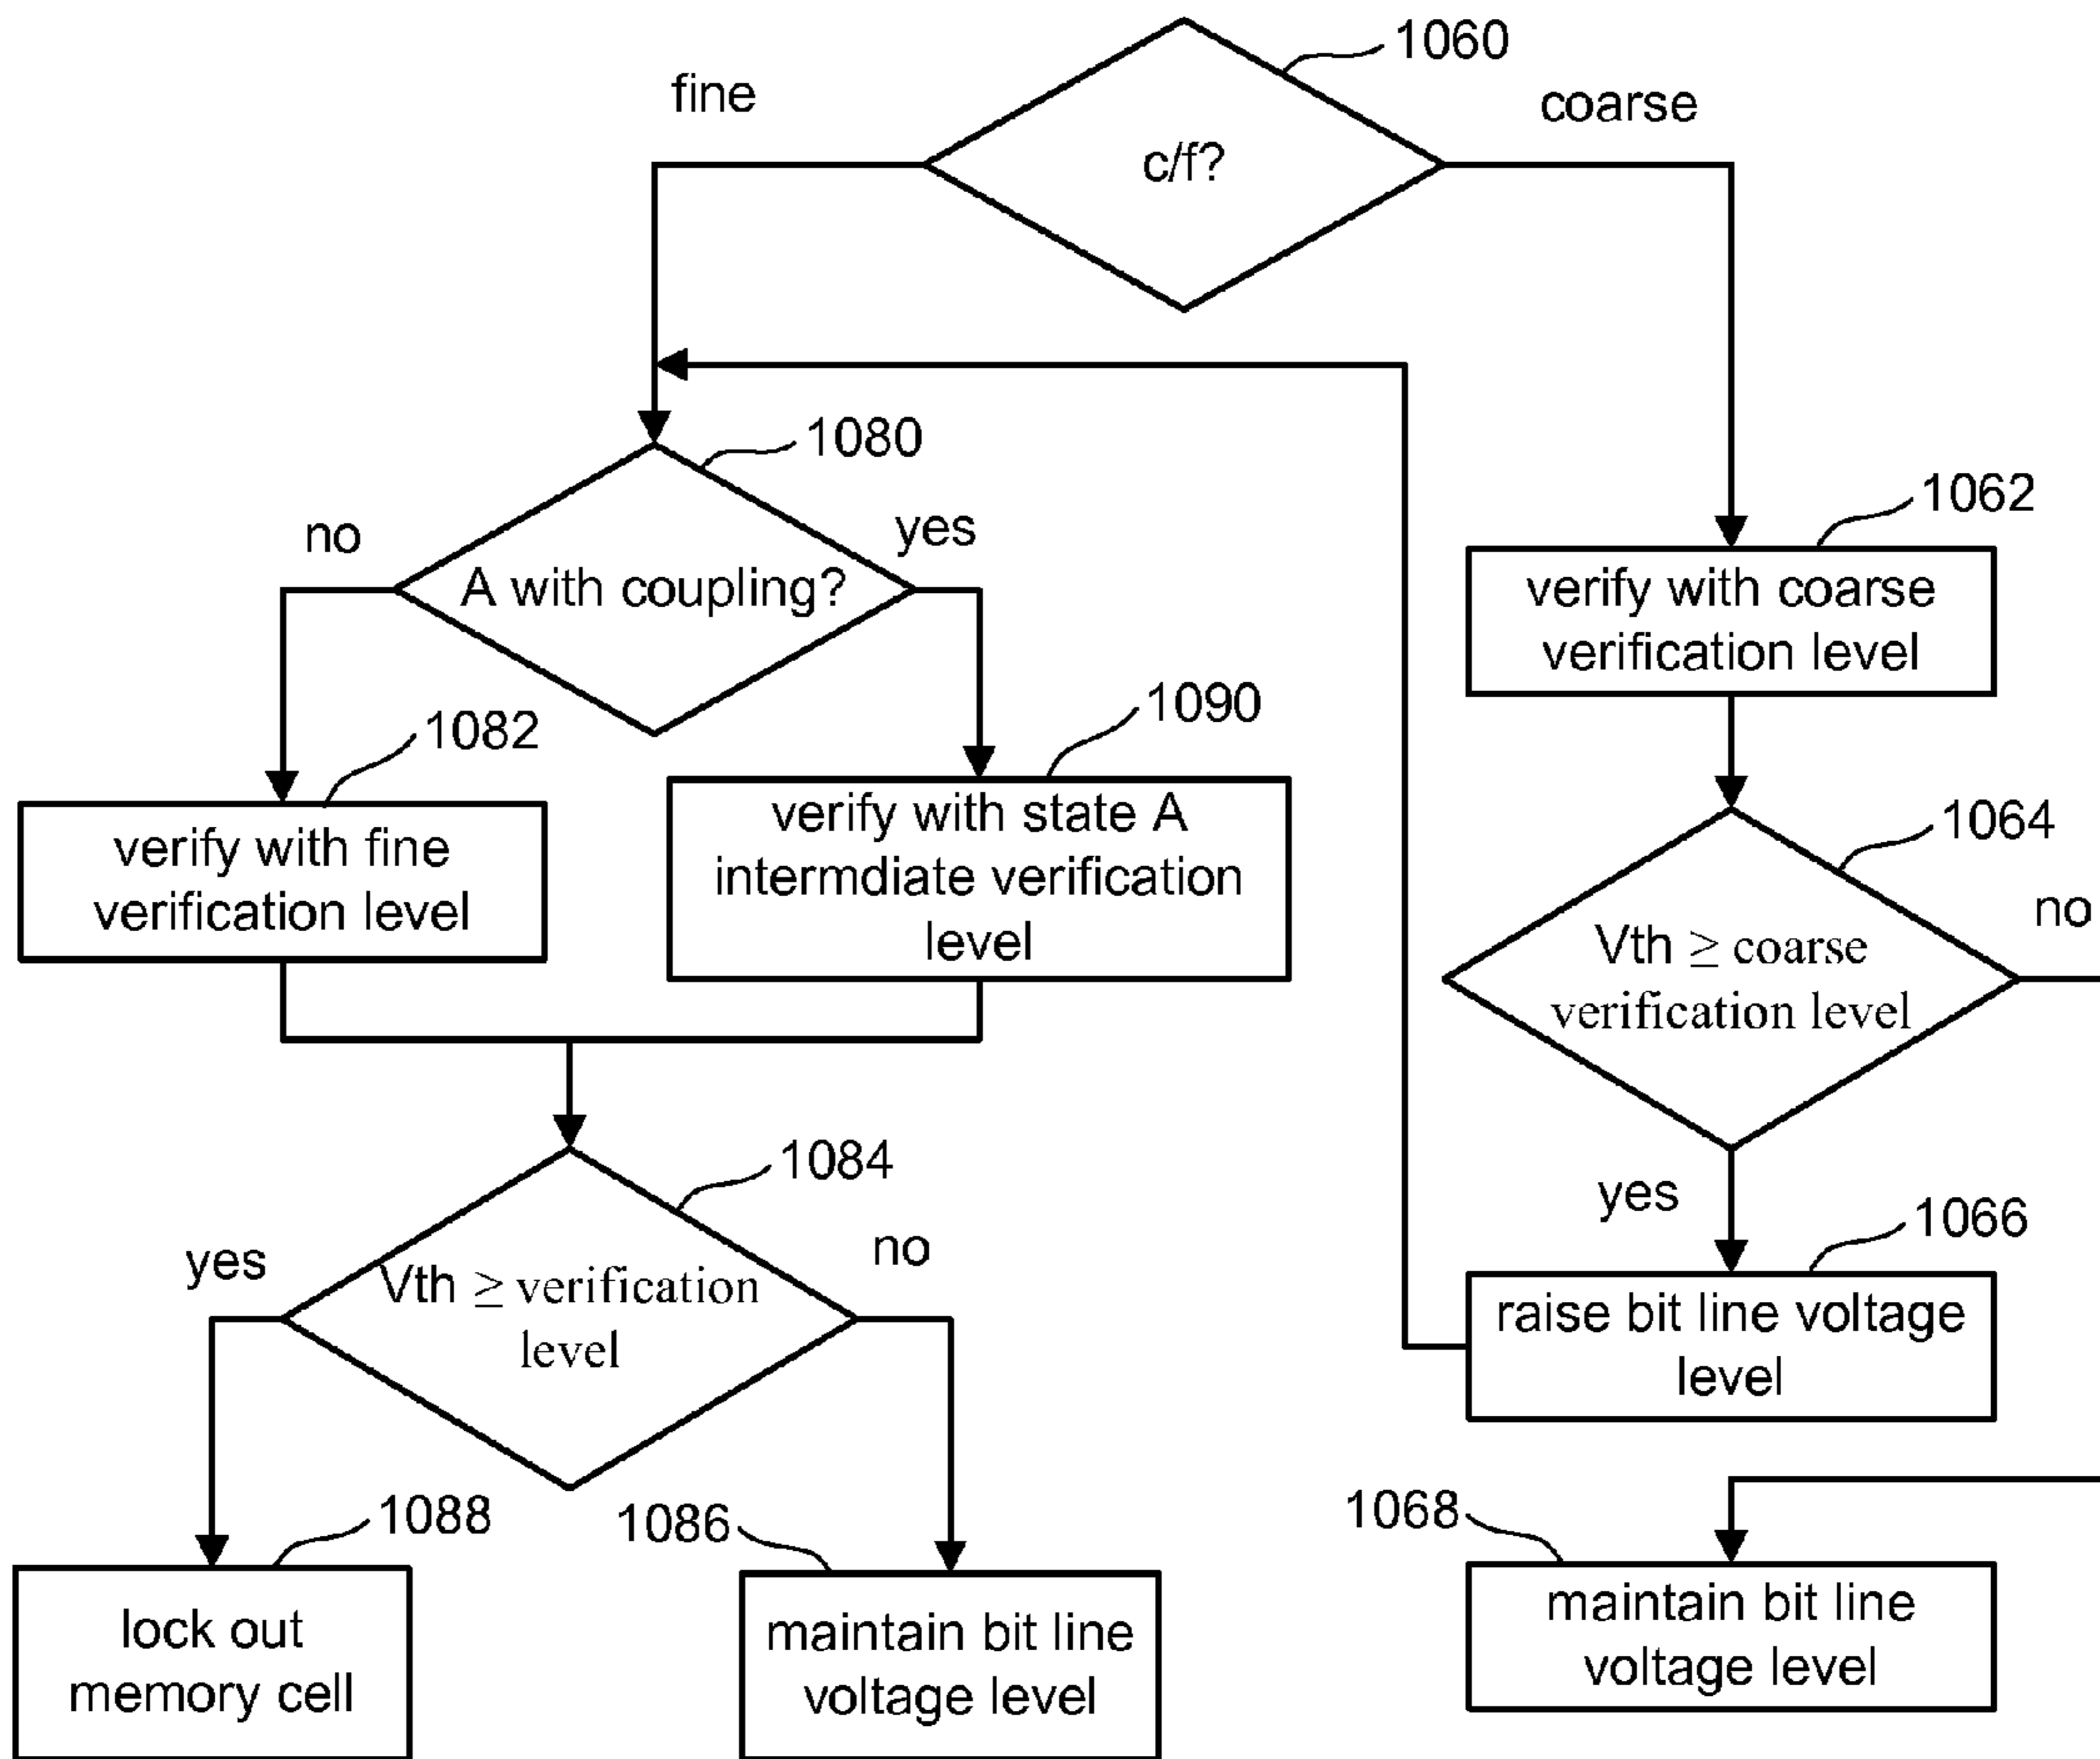 1060
fine
coarse
c/f?
1080
1062
no
yes
A with coupling?
verify with coarse
verification level
1082
1090
verify with fine
verification level
verify with state A
intermdiate verification
level
1064
no
Vth ≥ coarse
verification level
yes
1084
1066
yes
no
Vth ≥ verification
level
raise bit line voltage
level
1088
1086
1068
lock out
memory cell
maintain bit line
voltage level
maintain bit line
voltage level